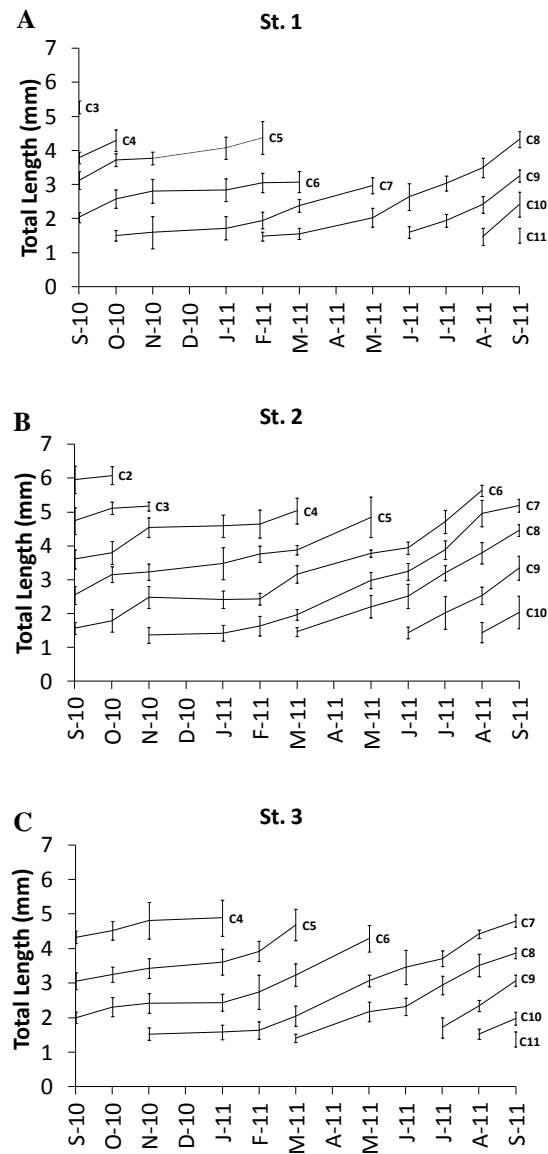 A
St. 1
Total Length (mm)
7
6
5
4
3
2
1
0
C3
C4
C5
C6
C7
C8
C9
C10
C11
S-10
O-10
N-10
D-10
J-11
F-11
M-11
A-11
M-11
J-11
J-11
A-11
S-11
B
St. 2
Total Length (mm)
7
6
5
4
3
2
1
0
C2
C3
C4
C5
C6
C7
C8
C9
C10
S-10
O-10
N-10
D-10
J-11
F-11
M-11
A-11
M-11
J-11
J-11
A-11
S-11
C
St. 3
Total Length (mm)
7
6
5
4
3
2
1
0
C4
C5
C6
C7
C8
C9
C10
C11
S-10
O-10
N-10
D-10
J-11
F-11
M-11
A-11
M-11
J-11
J-11
A-11
S-11